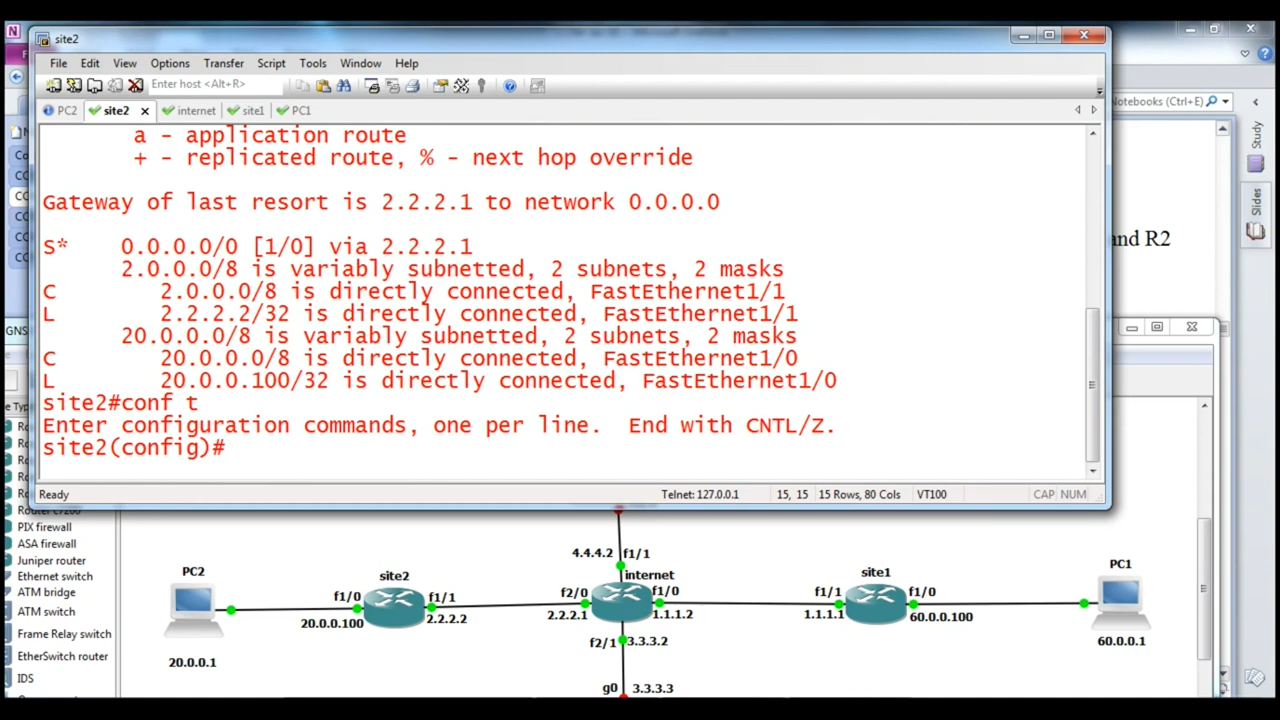 site2
File Edit View Options Transfer Script Tools Window Help
Enter host <Alt+R>
PC2 site2 internet site1 PC1
Notebooks (Ctrl+E)
a - application route
+ - replicated route, % - next hop override
Gateway of last resort is 2.2.2.1 to network 0.0.0.0
S* 0.0.0.0/0 [1/0] via 2.2.2.1
2.0.0.0/8 is variably subnetted, 2 subnets, 2 masks
C 2.0.0.0/8 is directly connected, FastEthernet1/1
L 2.2.2.2/32 is directly connected, FastEthernet1/1
20.0.0.0/8 is variably subnetted, 2 subnets, 2 masks
C 20.0.0.0/8 is directly connected, FastEthernet1/0
L 20.0.0.100/32 is directly connected, FastEthernet1/0
site2#conf t
Enter configuration commands, one per line. End with CNTL/Z.
site2(config)#
Ready Telnet: 127.0.0.1 15, 15 15 Rows, 80 Cols VT100 CAP NUM
Study
Slides
and R2
GNS
e Type
Router c7200
PIX firewall
ASA firewall
Juniper router
Ethernet switch
ATM bridge
ATM switch
Frame Relay switch
EtherSwitch router
IDS
4.4.4.2 f1/1
PC2
site2
internet
site1
PC1
f1/0
f1/1
f2/0
f1/0
f1/1
f1/0
20.0.0.100
2.2.2.2
2.2.2.1
1.1.1.2
1.1.1.1
60.0.0.100
20.0.0.1
f2/1 3.3.3.2
60.0.0.1
g0 3.3.3.3